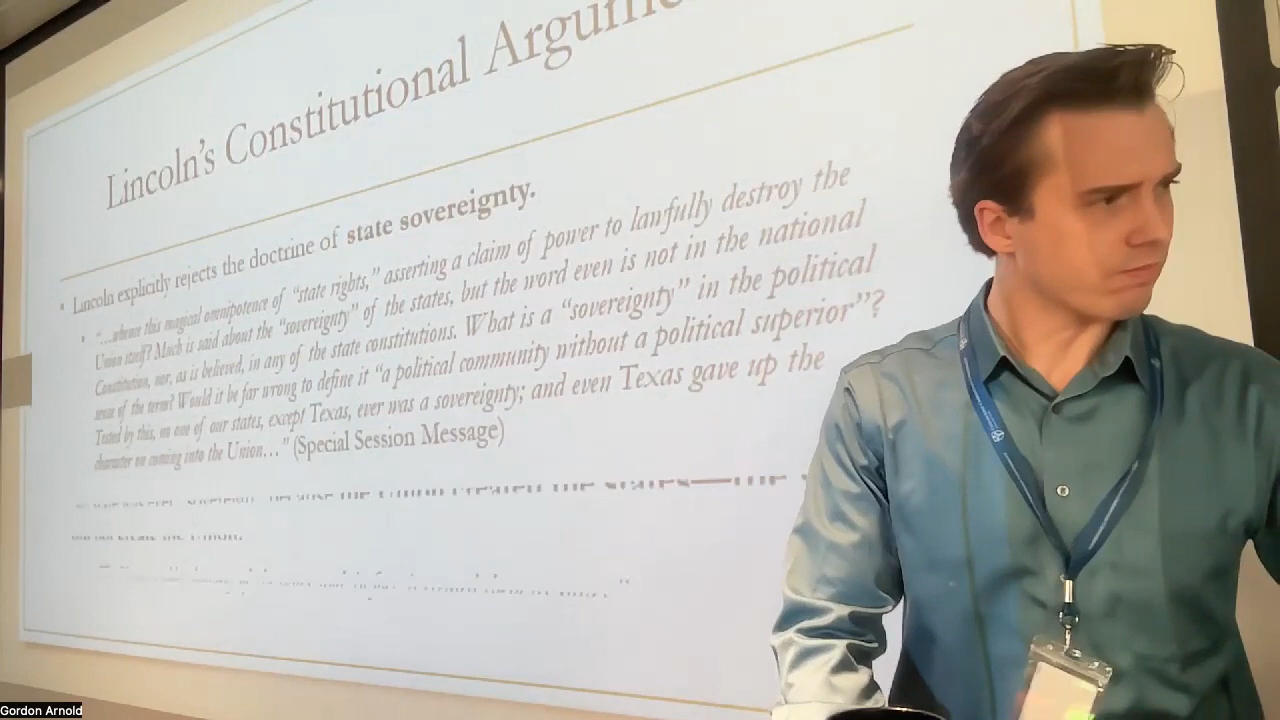 Lincoln's Constitutional
Lincoln explicitly rejects the doctrine of state sovereignty.
"...whence this magical omnipotence of "state rights," asserting a claim of power to lawfully destroy the
Union itself? Much is said about the "sovereignty" of the states, but the word even is not in the national
Constitution, nor, as is believed, in any of the state constitutions. What is a "sovereignty" in the political
sense of the term? Would it be far wrong to define it "a political community without a political superior"?
Tested by this, no one of our states, except Texas, ever was a sovereignty; and even Texas gave up the
character on coming into the Union..." (Special Session Message)
Gordon Arnold